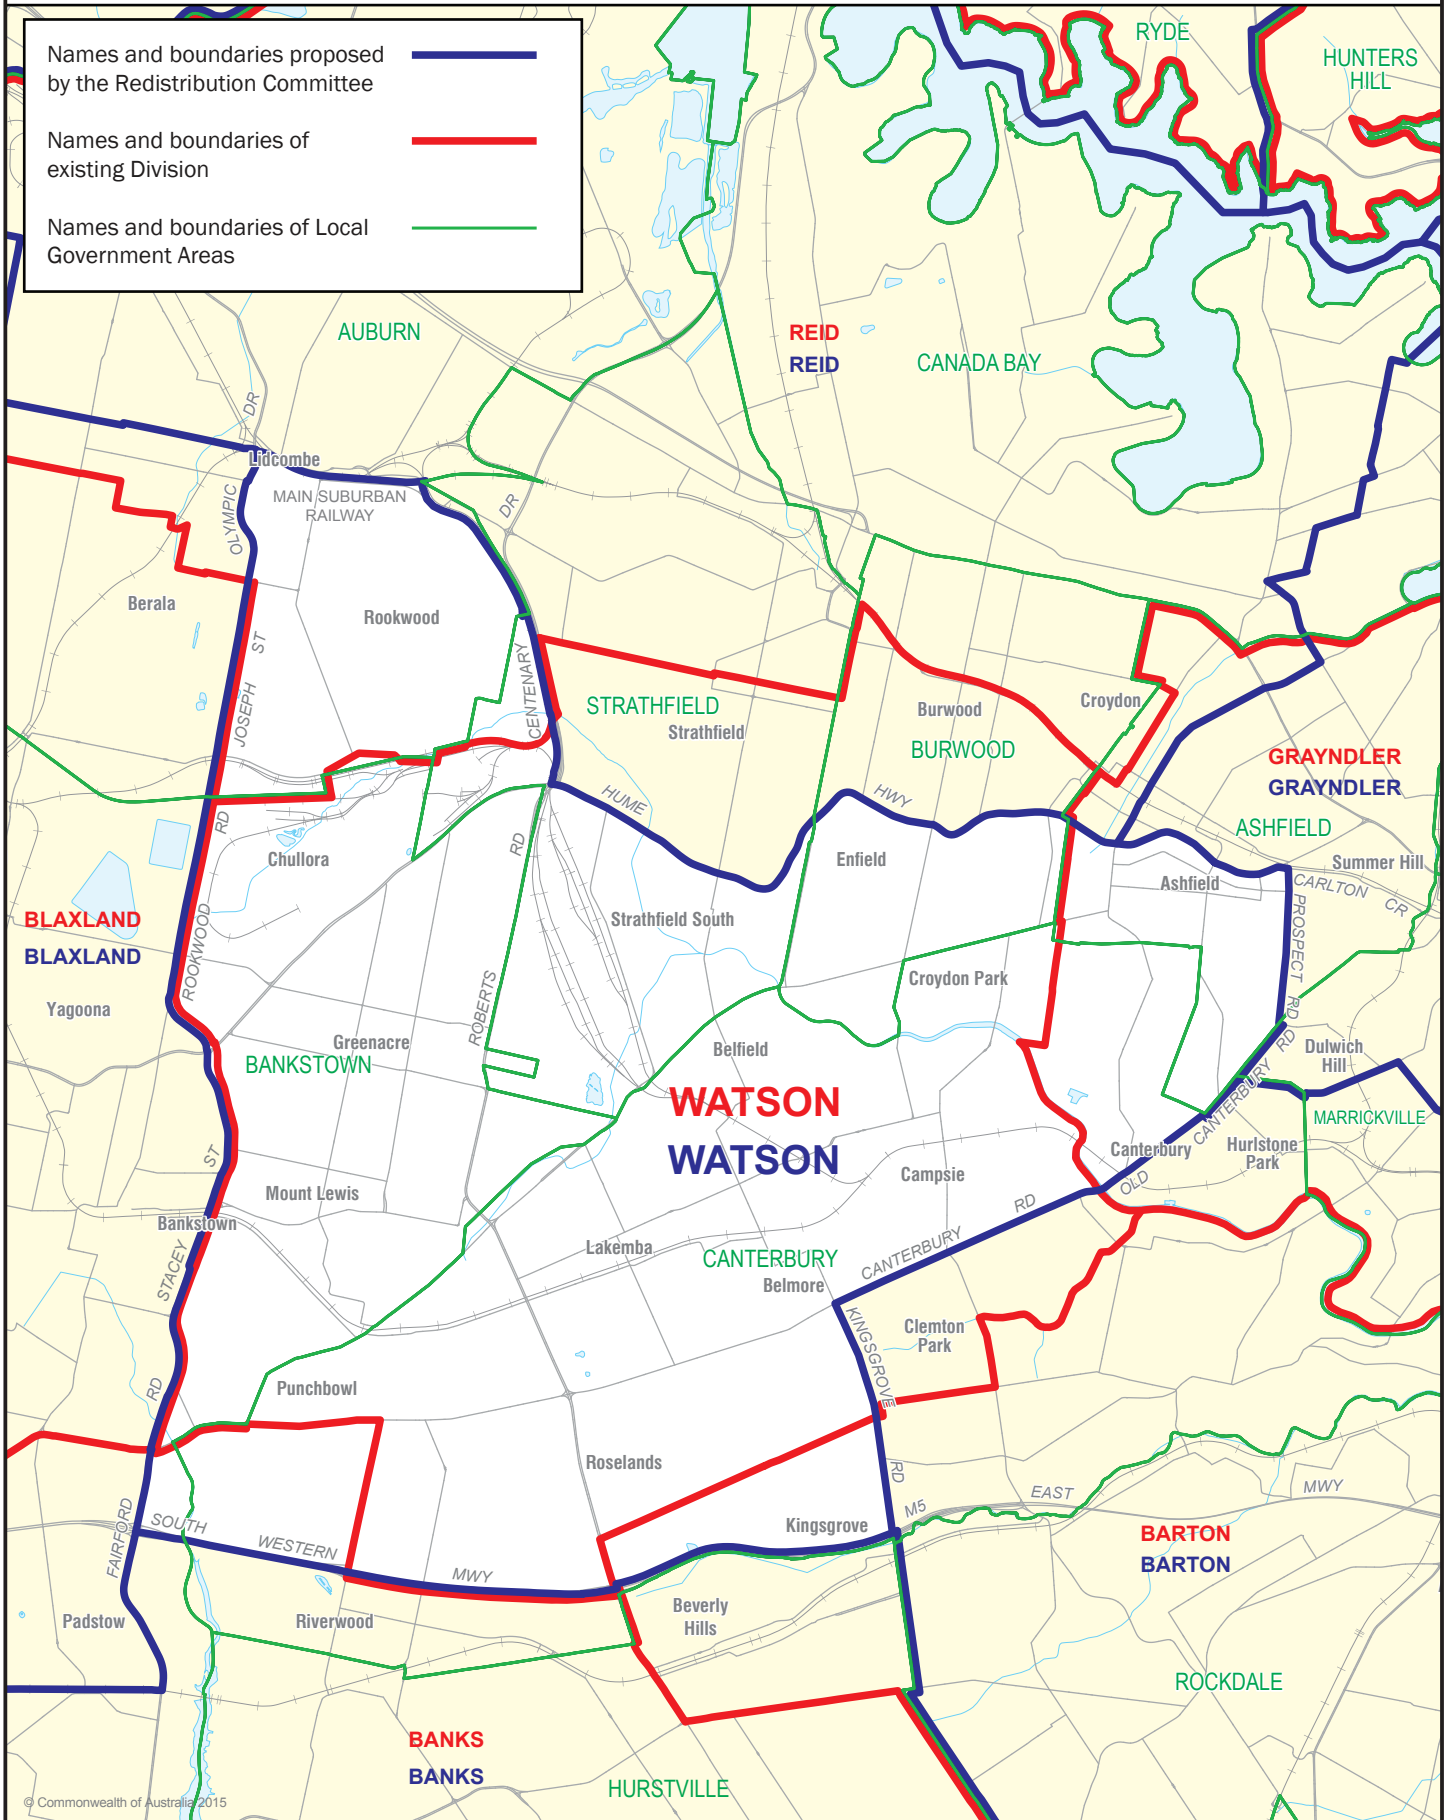 Names and boundaries proposed
by the Redistribution Committee
Names and boundaries of
existing Division
Names and boundaries of Local
Government Areas
RYDE
HUNTERS
HILL
AUBURN
REID
REID
CANADA BAY
DR
Lidcombe
MAIN SUBURBAN
RAILWAY
OLYMPIC
DR
Berala
Rookwood
ST
JOSEPH
CENTENARY
STRATHFIELD
Strathfield
Burwood
BURWOOD
Croydon
GRAYNDLER
GRAYNDLER
ASHFIELD
HUME
HWY
RD
Chullora
RD
Enfield
Ashfield
Summer Hill
CARLTON
CR
BLAXLAND
BLAXLAND
ROOKWOOD
Strathfield South
PROSPECT
RD
Croydon Park
Yagoona
ROBERTS
Greenacre
BANKSTOWN
Belfield
RD
Dulwich
Hill
CANTERBURY
WATSON
WATSON
MARRICKVILLE
Canterbury
Hurlstone
Park
ST
Campsie
OLD
Mount Lewis
Bankstown
RD
Lakemba
CANTERBURY
CANTERBURY
Belmore
STACEY
KINGSGROVE
Clemton
Park
RD
Punchbowl
Roselands
RD
M5
EAST
MWY
FAIRFORD
SOUTH
WESTERN
MWY
Kingsgrove
BARTON
BARTON
Padstow
Riverwood
Beverly
Hills
ROCKDALE
BANKS
BANKS
HURSTVILLE
© Commonwealth of Australia 2015